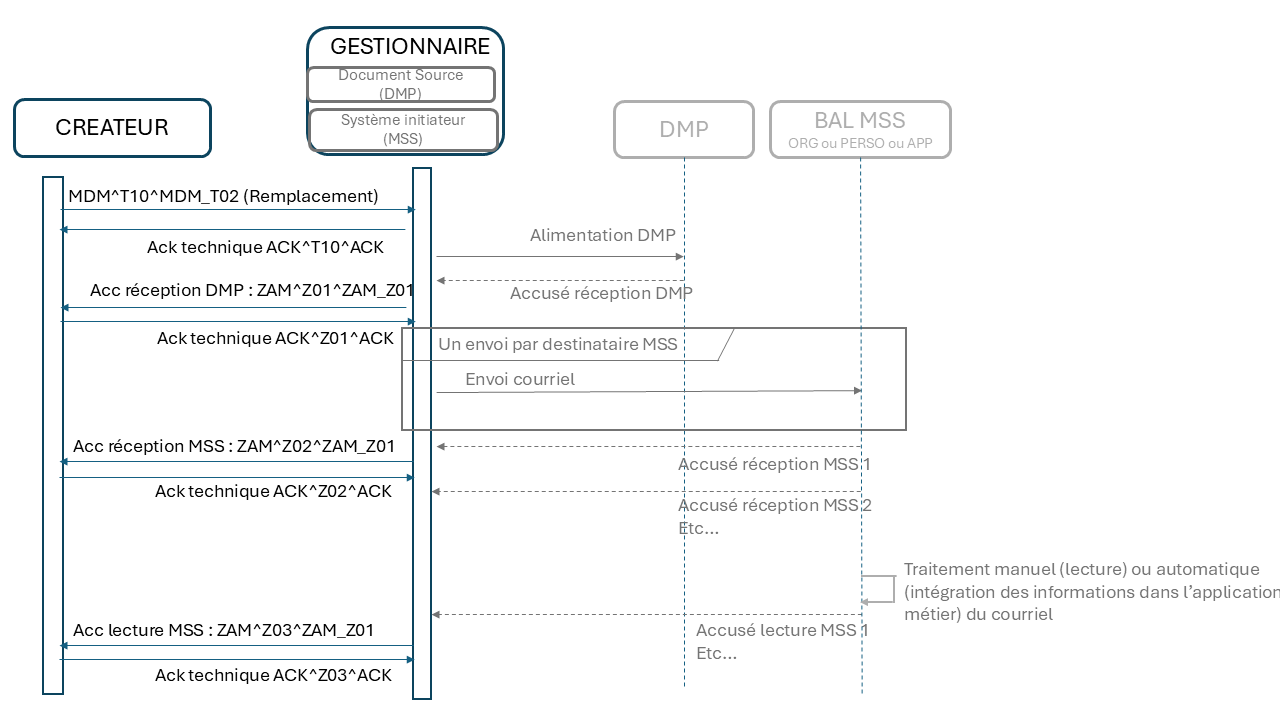 GESTIONNAIRE
Document Source
(DMP)
Système initiateur
(MSS)
CREATEUR
DMP
BAL MSS
ORG ou PERSO ou APP
MDM^T10^MDM_T02 (Remplacement)
Ack technique ACK^T10^ACK
Alimentation DMP
Acc réception DMP : ZAM^Z01^ZAM_Z01
Accusé réception DMP
Ack technique ACK^Z01^ACK
Un envoi par destinataire MSS
Envoi courriel
Acc réception MSS : ZAM^Z02^ZAM_Z01
Accusé réception MSS 1
Ack technique ACK^Z02^ACK
Accusé réception MSS 2
Etc...
Traitement manuel (lecture) ou automatique
(intégration des informations dans l’application
métier) du courriel
Acc lecture MSS : ZAM^Z03^ZAM_Z01
Accusé lecture MSS 1
Etc...
Ack technique ACK^Z03^ACK